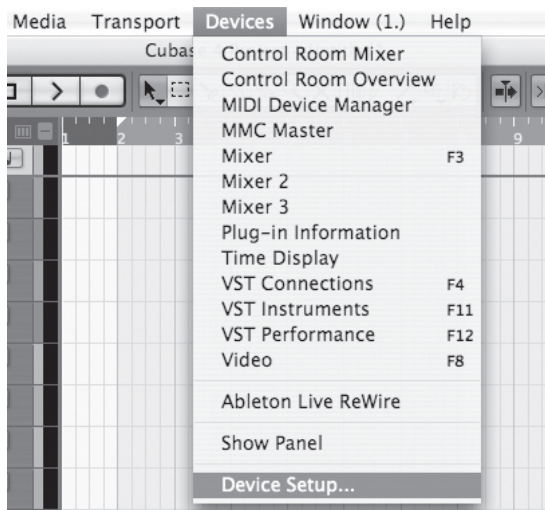 Media Transport Devices Window (1.) Help
Cubase
2 3 9
Control Room Mixer
Control Room Overview
MIDI Device Manager
MMC Master
Mixer F3
Mixer 2
Mixer 3
Plug-in Information
Time Display
VST Connections F4
VST Instruments F11
VST Performance F12
Video F8
Ableton Live ReWire
Show Panel
Device Setup...